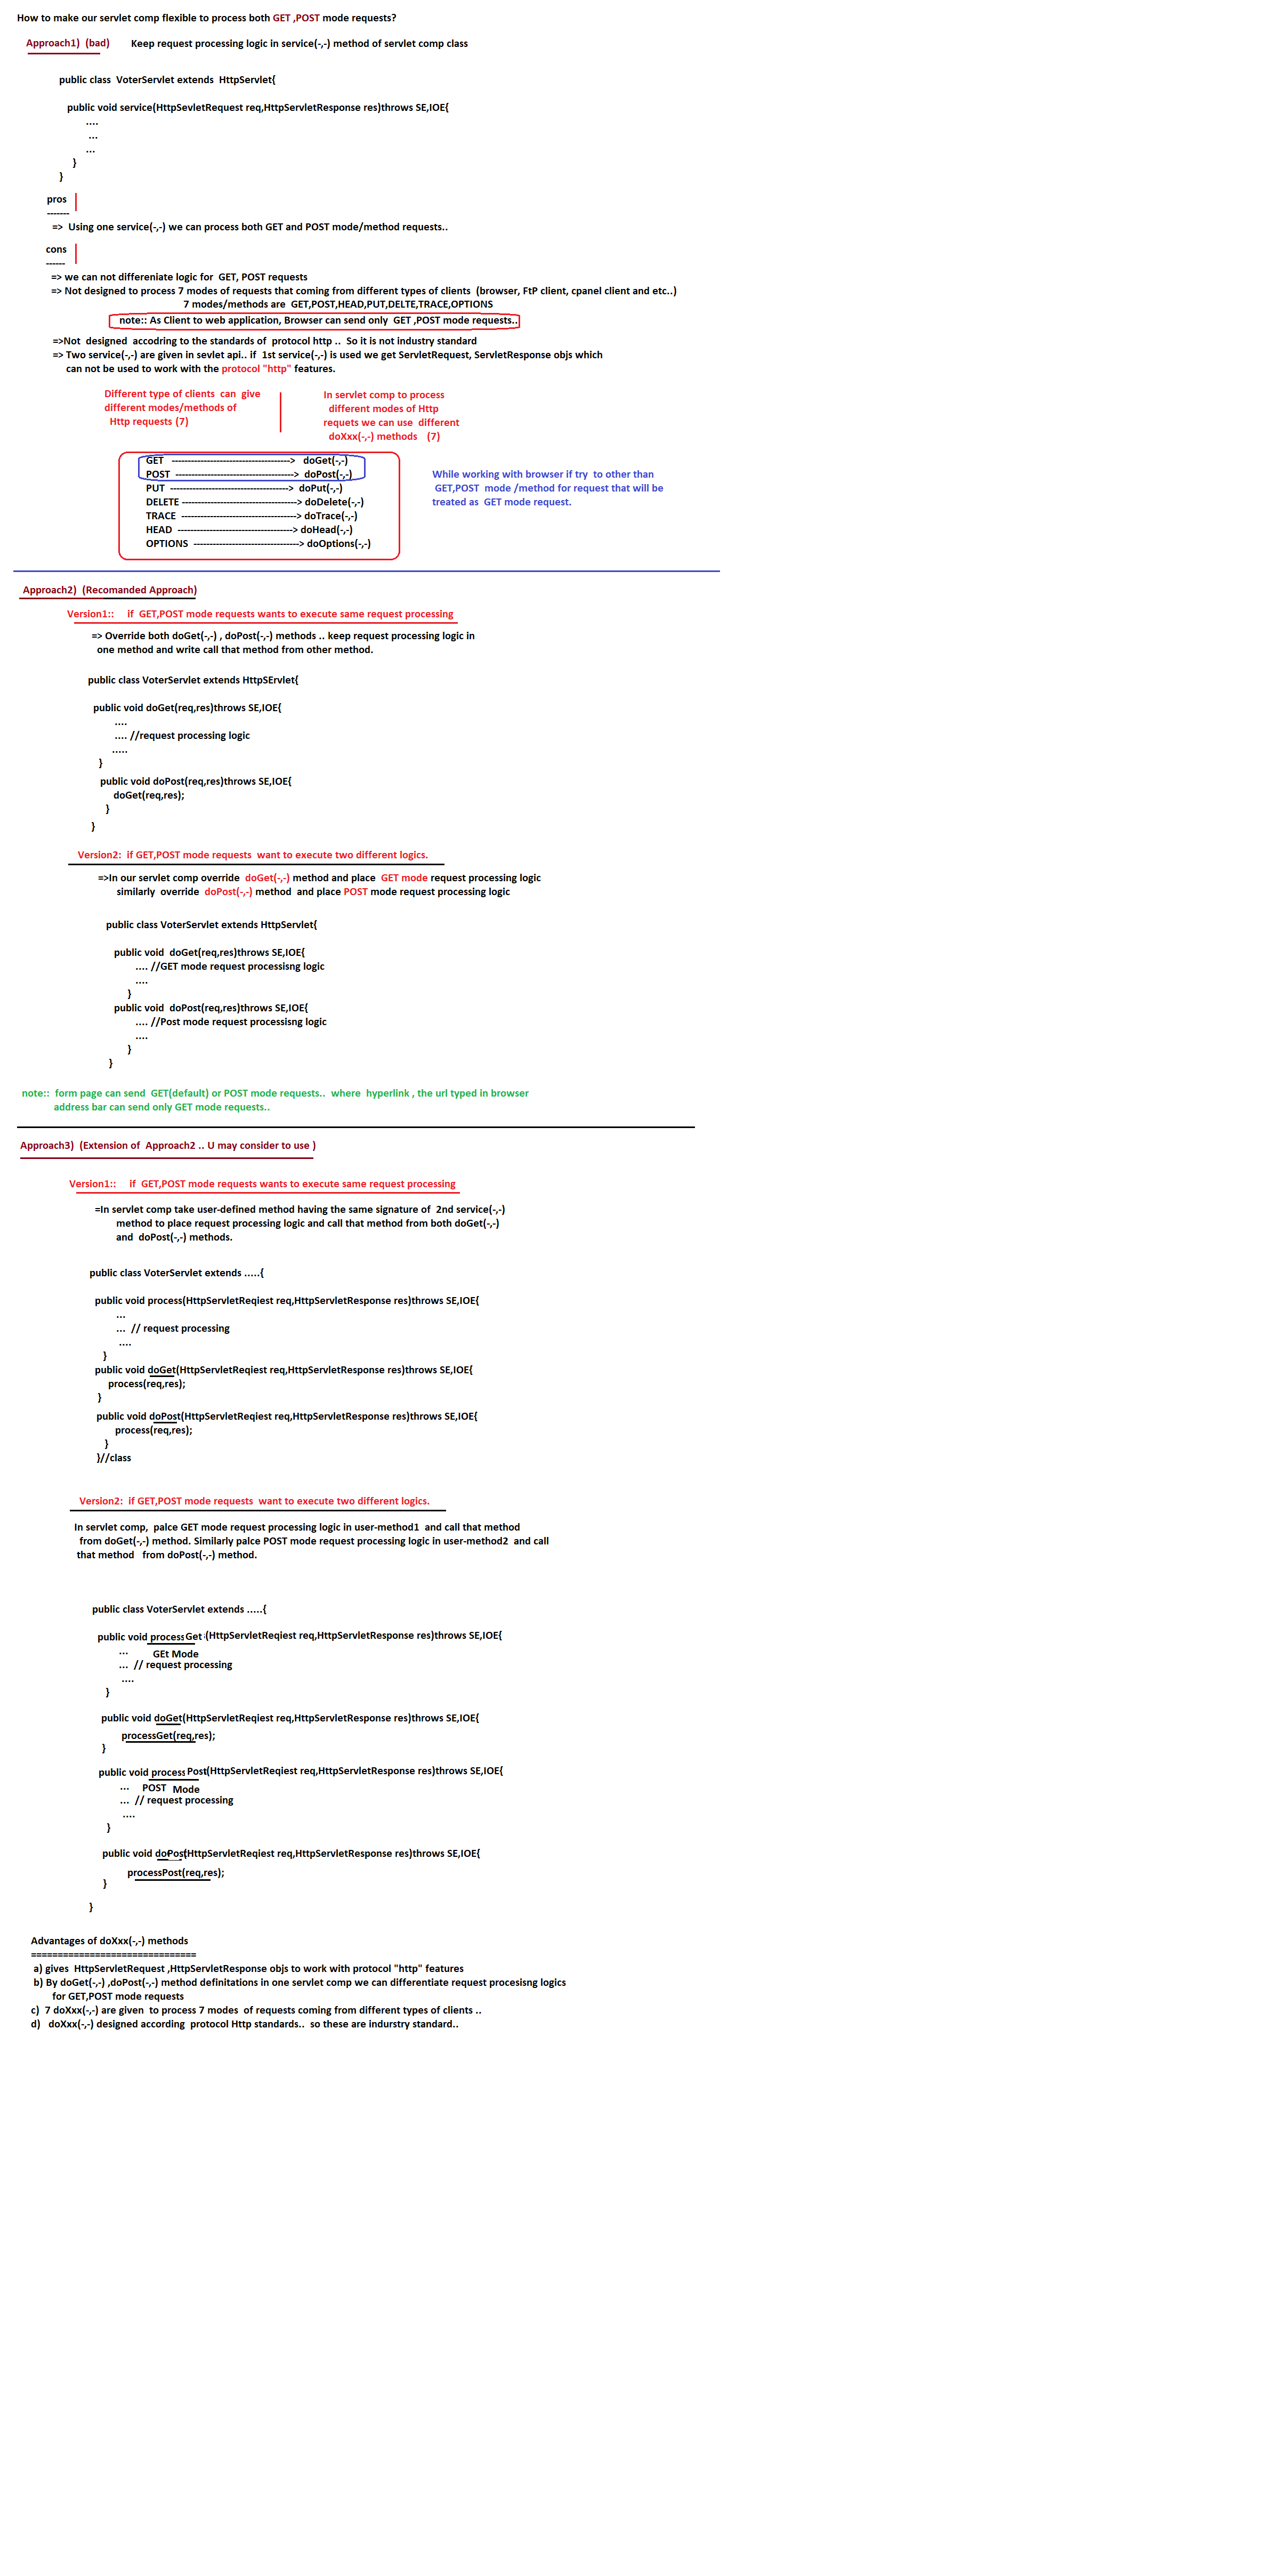 How to make our servlet comp flexible to process both GET ,POST mode requests?
Approach1) (bad) Keep request processing logic in service(-,-) method of servlet comp class
public class VoterServlet extends HttpServlet{
public void service(HttpSevletRequest req,HttpServletResponse res)throws SE,IOE{
....
...
...
}
}
pros
-------
=> Using one service(-,-) we can process both GET and POST mode/method requests..
cons
------
=> we can not differeniate logic for GET, POST requests
=> Not designed to process 7 modes of requests that coming from different types of clients (browser, FtP client, cpanel client and etc..)
7 modes/methods are GET,POST,HEAD,PUT,DELTE,TRACE,OPTIONS
note:: As Client to web application, Browser can send only GET ,POST mode requests..
=>Not designed accodring to the standards of protocol http .. So it is not industry standard
=> Two service(-,-) are given in sevlet api.. if 1st service(-,-) is used we get ServletRequest, ServletResponse objs which
can not be used to work with the protocol "http" features.
Different type of clients can give
different modes/methods of
Http requests (7)
In servlet comp to process
different modes of Http
requets we can use different
doXxx(-,-) methods (7)
GET -------------------------------------> doGet(-,-)
POST -------------------------------------> doPost(-,-)
PUT -------------------------------------> doPut(-,-)
DELETE ------------------------------------> doDelete(-,-)
TRACE ------------------------------------> doTrace(-,-)
HEAD ------------------------------------> doHead(-,-)
OPTIONS ---------------------------------> doOptions(-,-)
While working with browser if try to other than
GET,POST mode /method for request that will be
treated as GET mode request.
Approach2) (Recomanded Approach)
Version1:: if GET,POST mode requests wants to execute same request processing
=> Override both doGet(-,-) , doPost(-,-) methods .. keep request processing logic in
one method and write call that method from other method.
public class VoterServlet extends HttpSErvlet{
public void doGet(req,res)throws SE,IOE{
....
.... //request processing logic
.....
}
public void doPost(req,res)throws SE,IOE{
doGet(req,res);
}
}
Version2: if GET,POST mode requests want to execute two different logics.
=>In our servlet comp override doGet(-,-) method and place GET mode request processing logic
similarly override doPost(-,-) method and place POST mode request processing logic
public class VoterServlet extends HttpServlet{
public void doGet(req,res)throws SE,IOE{
.... //GET mode request processisng logic
....
}
public void doPost(req,res)throws SE,IOE{
.... //Post mode request processisng logic
....
}
}
note:: form page can send GET(default) or POST mode requests.. where hyperlink , the url typed in browser
address bar can send only GET mode requests..
Approach3) (Extension of Approach2 .. U may consider to use )
Version1:: if GET,POST mode requests wants to execute same request processing
=In servlet comp take user-defined method having the same signature of 2nd service(-,-)
method to place request processing logic and call that method from both doGet(-,-)
and doPost(-,-) methods.
public class VoterServlet extends .....{
public void process(HttpServletReqiest req,HttpServletResponse res)throws SE,IOE{
...
... // request processing
....
}
public void doGet(HttpServletReqiest req,HttpServletResponse res)throws SE,IOE{
process(req,res);
}
public void doPost(HttpServletReqiest req,HttpServletResponse res)throws SE,IOE{
process(req,res);
}
}//class
Version2: if GET,POST mode requests want to execute two different logics.
In servlet comp, palce GET mode request processing logic in user-method1 and call that method
from doGet(-,-) method. Similarly palce POST mode request processing logic in user-method2 and call
that method from doPost(-,-) method.
public class VoterServlet extends .....{
public void processGet (HttpServletReqiest req,HttpServletResponse res)throws SE,IOE{
... GEt Mode
... // request processing
....
}
public void doGet(HttpServletReqiest req,HttpServletResponse res)throws SE,IOE{
processGet(req,res);
}
public void process Post(HttpServletReqiest req,HttpServletResponse res)throws SE,IOE{
... POST Mode
... // request processing
....
}
public void doPost(HttpServletReqiest req,HttpServletResponse res)throws SE,IOE{
processPost(req,res);
}
}
Advantages of doXxx(-,-) methods
===============================
a) gives HttpServletRequest ,HttpServletResponse objs to work with protocol "http" features
b) By doGet(-,-) ,doPost(-,-) method definitations in one servlet comp we can differentiate request procesisng logics
for GET,POST mode requests
c) 7 doXxx(-,-) are given to process 7 modes of requests coming from different types of clients ..
d) doXxx(-,-) designed according protocol Http standards.. so these are indurstry standard..